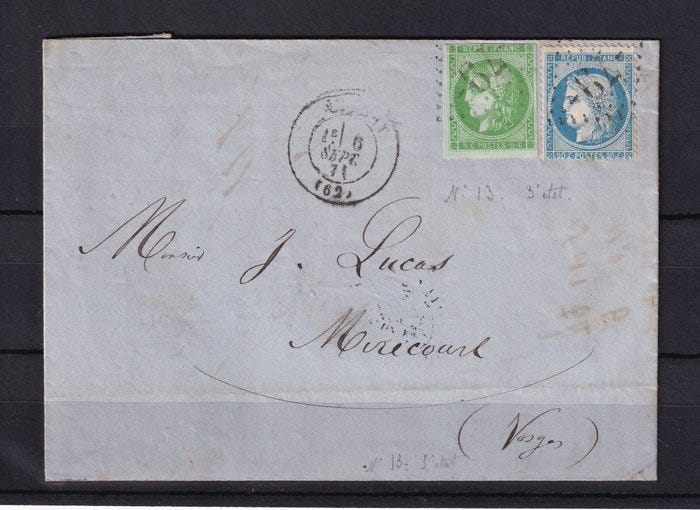 REPUB·FRANC·
5·C·POSTES·5·C·
REPUB·FRANC·
20·C·POSTES·20·C·
1E 6
SEPT.
71
(62)
N° 13. 3e état.
Monsieur J. Lucas
Mirecourt
(Vosges)
N° 13. 3e état